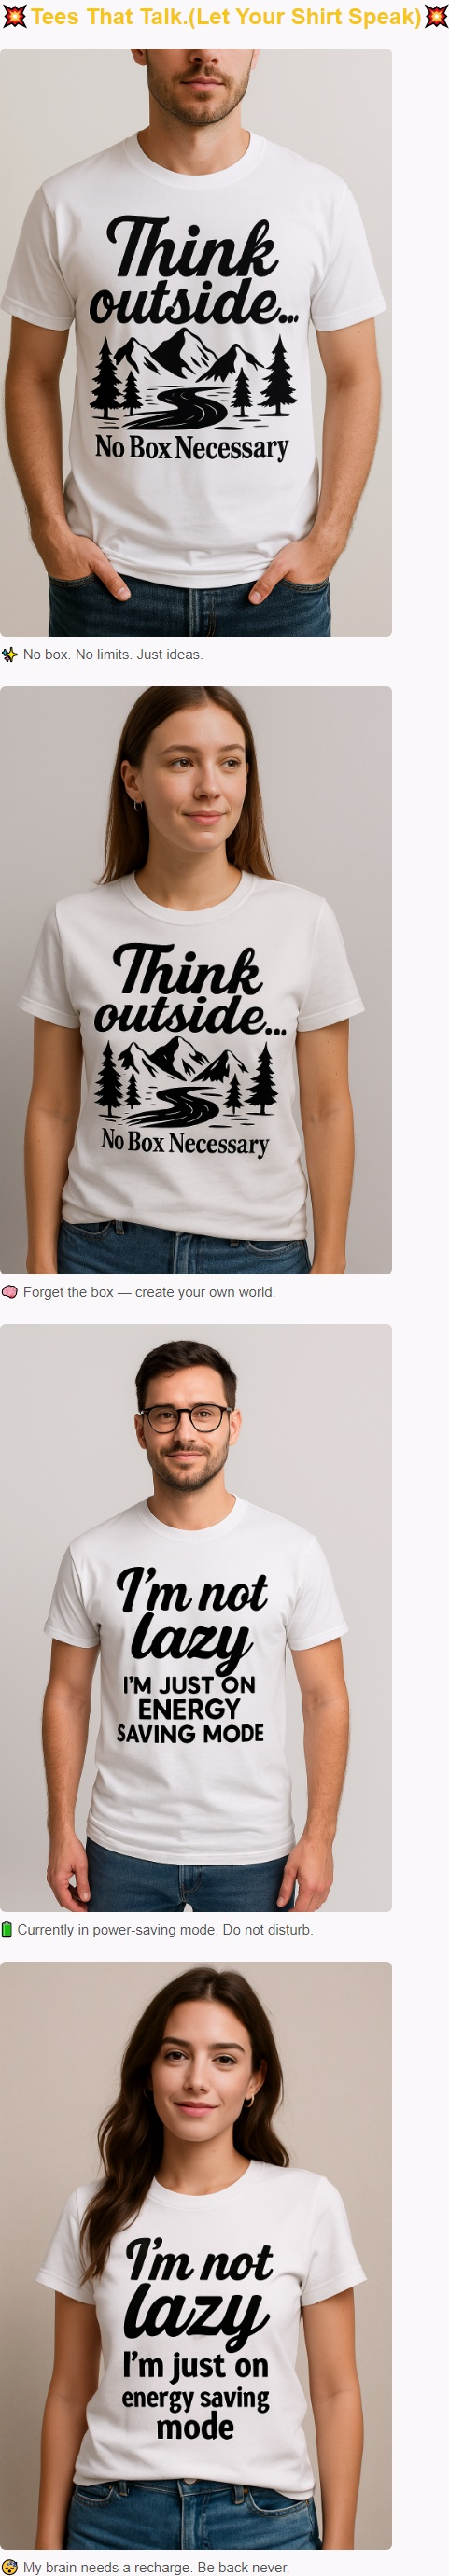 💥Tees That Talk.(Let Your Shirt Speak)💥
Think
outside...
No Box Necessary
✨ No box. No limits. Just ideas.
Think
outside...
No Box Necessary
🧠 Forget the box — create your own world.
I'm not
lazy
I'M JUST ON
ENERGY
SAVING MODE
🔋 Currently in power-saving mode. Do not disturb.
I'm not
lazy
I'm just on
energy saving
mode
😴 My brain needs a recharge. Be back never.